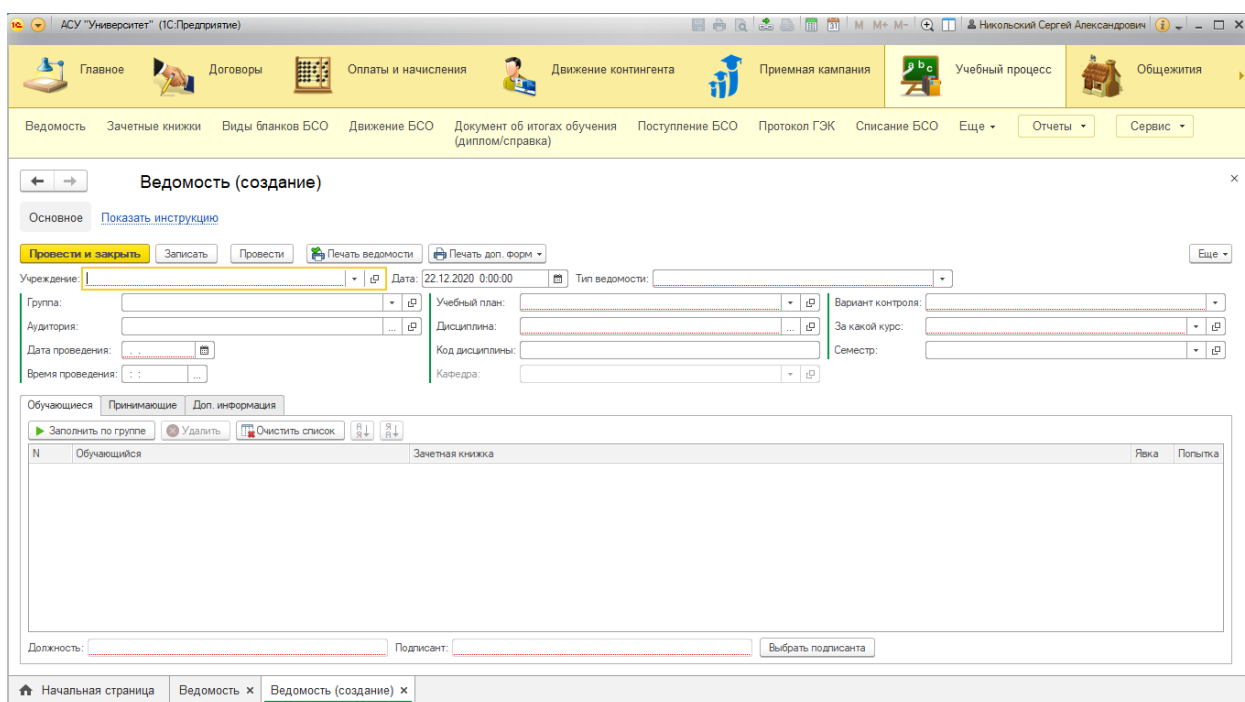 АСУ "Университет" (1С:Предприятие) M M+ M- Никольский Сергей Александрович
Главное Договоры Оплаты и начисления Движение контингента Приемная кампания Учебный процесс Общежития
Ведомость Зачетные книжки Виды бланков БСО Движение БСО Документ об итогах обучения Поступление БСО Протокол ГЭК Списание БСО Еще Отчеты Сервис
(диплом/справка)
Ведомость (создание)
Основное Показать инструкцию
Провести и закрыть Записать Провести Печать ведомости Печать доп. форм Еще
Учреждение: Дата: 22.12.2020 0:00:00 Тип ведомости:
Группа: Учебный план: Вариант контроля:
Аудитория: ... Дисциплина: ... За какой курс:
Дата проведения: . . Код дисциплины: Семестр:
Время проведения: : : ... Кафедра:
Обучающиеся Принимающие Доп. информация
Заполнить по группе Удалить Очистить список
N Обучающийся Зачетная книжка Явка Попытка
Должность: Подписант: Выбрать подписанта
Начальная страница Ведомость × Ведомость (создание) ×